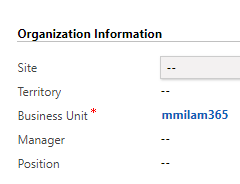 Organization Information
Site --
Territory --
Business Unit * mmilam365
Manager --
Position --